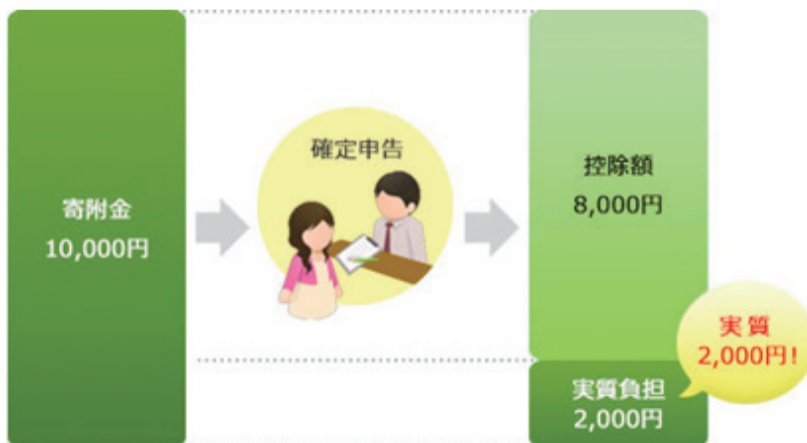 寄附金
10,000円
確定申告
控除額
8,000円
実質
2,000円!
実質負担
2,000円